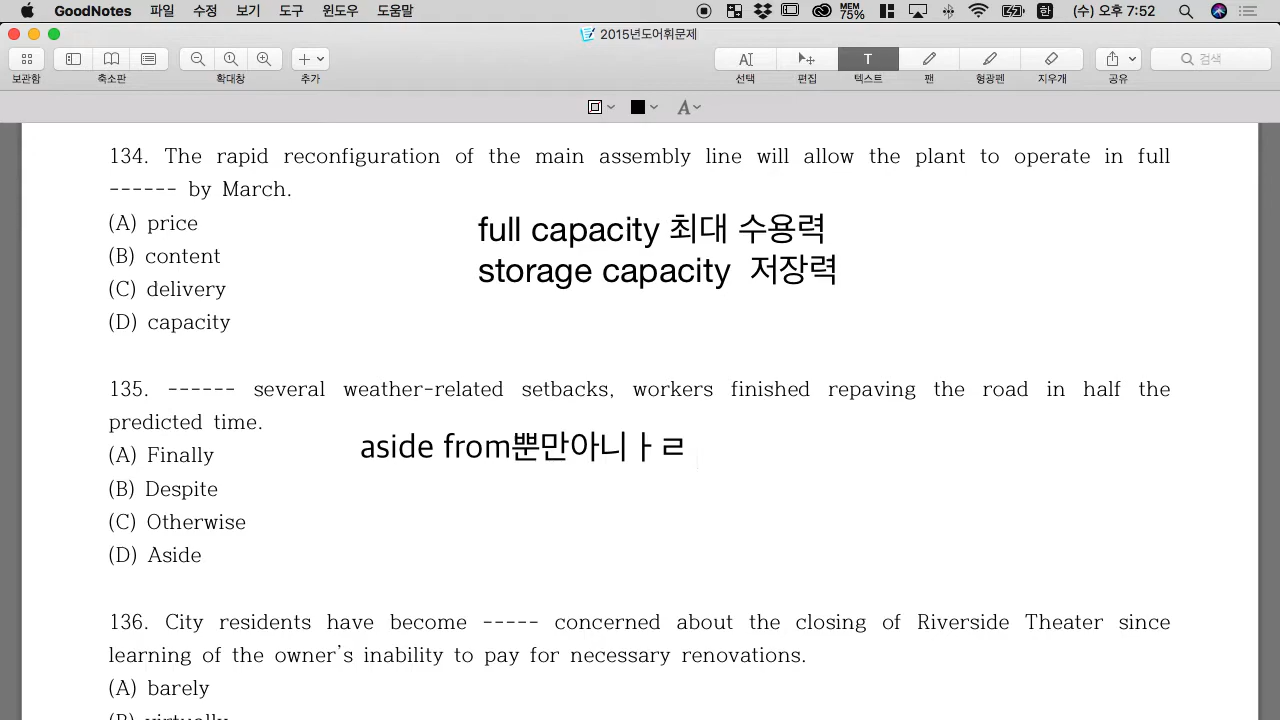 GoodNotes 파일 수정 보기 도구 윈도우 도움말 MEM 75% 한 (수) 오후 7:52
2015년도어휘문제
보관함 축소판 확대창 추가 선택 편집 텍스트 펜 형광펜 지우개 공유 검색
134. The rapid reconfiguration of the main assembly line will allow the plant to operate in full
------ by March.
(A) price
(B) content
(C) delivery
(D) capacity
full capacity 최대 수용력
storage capacity 저장력
135. ------ several weather-related setbacks, workers finished repaving the road in half the
predicted time.
(A) Finally
(B) Despite
(C) Otherwise
(D) Aside
aside from뿐만아니ㅏㄹ
136. City residents have become ----- concerned about the closing of Riverside Theater since
learning of the owner's inability to pay for necessary renovations.
(A) barely
(B) virtually